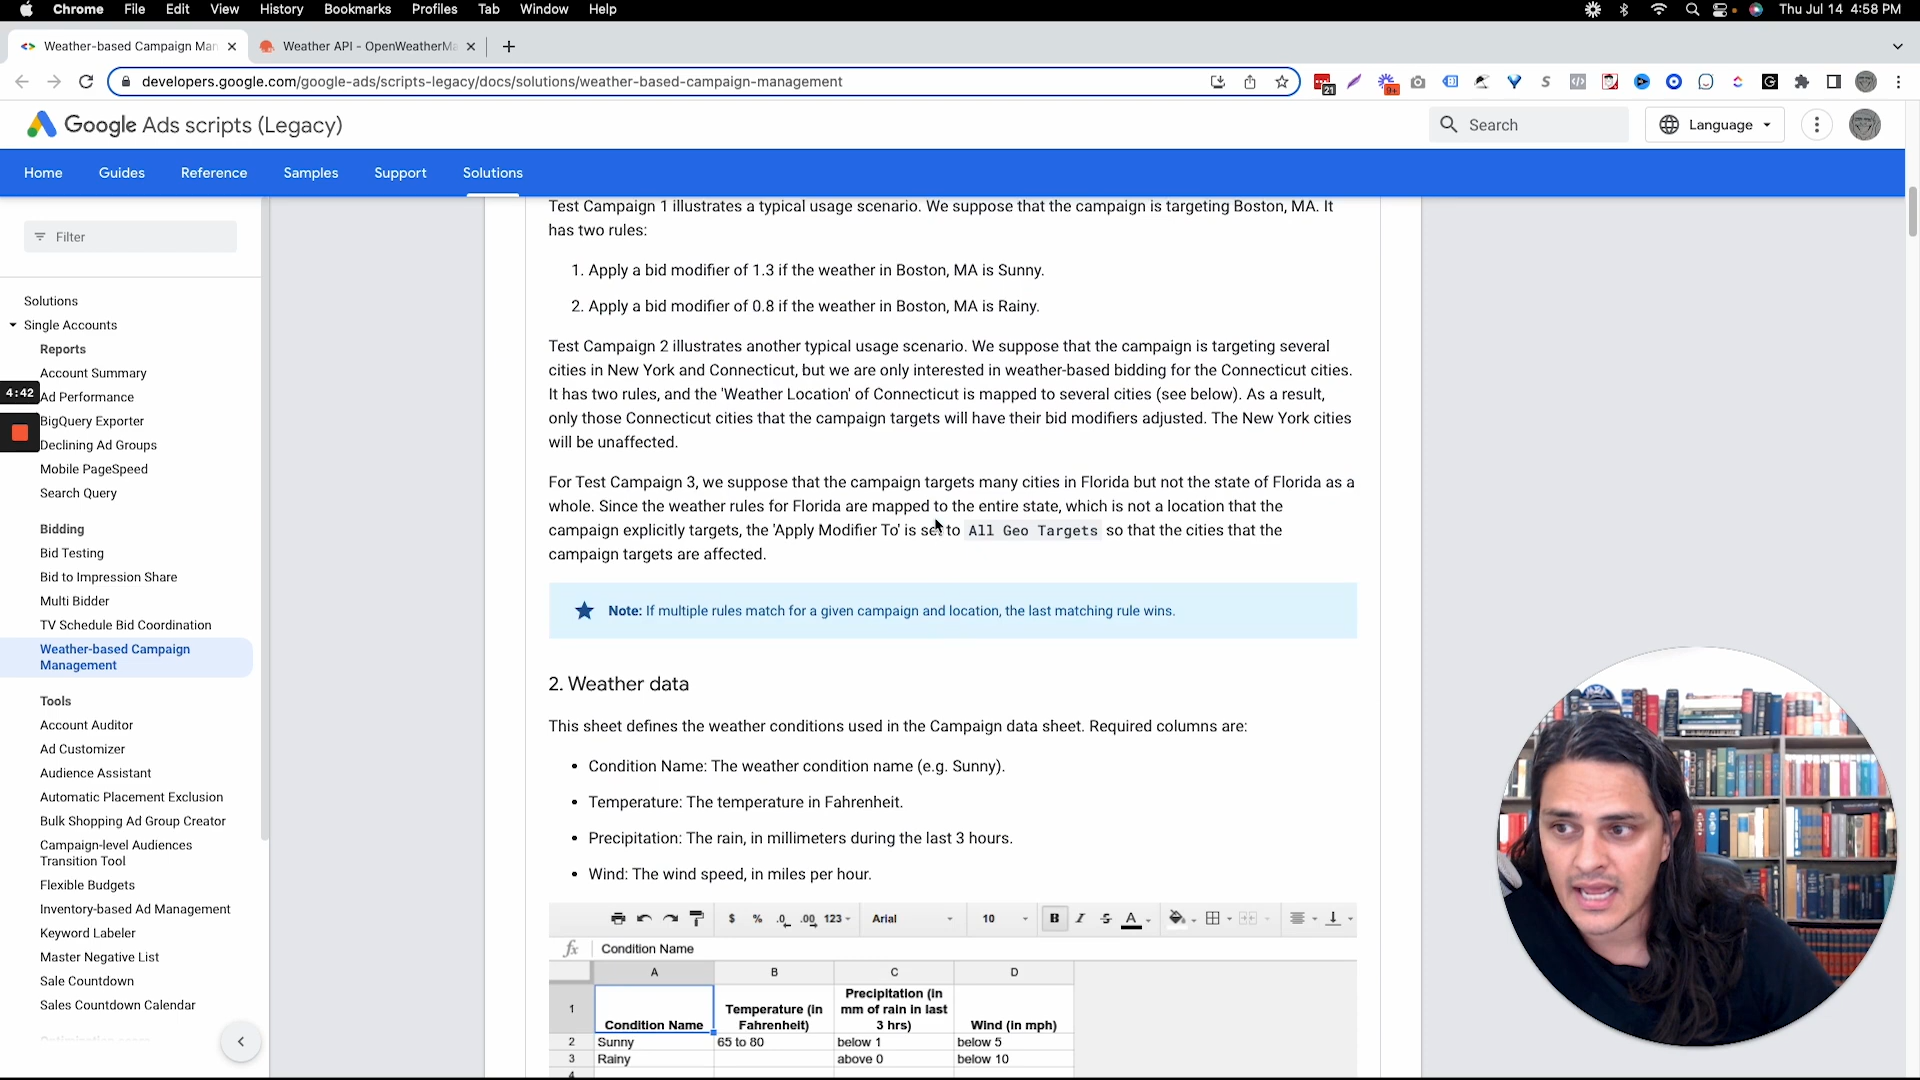 Chrome File Edit View History Bookmarks Profiles Tab Window Help Thu Jul 14 4:58 PM
Weather-based Campaign Man Weather API - OpenWeatherMa
developers.google.com/google-ads/scripts-legacy/docs/solutions/weather-based-campaign-management 21 9+
Google Ads scripts (Legacy) Search Language
Home Guides Reference Samples Support Solutions
Filter
Solutions
Single Accounts
Reports
Account Summary
Ad Performance
BigQuery Exporter
Declining Ad Groups
Mobile PageSpeed
Search Query
Bidding
Bid Testing
Bid to Impression Share
Multi Bidder
TV Schedule Bid Coordination
Weather-based Campaign
Management
Tools
Account Auditor
Ad Customizer
Audience Assistant
Automatic Placement Exclusion
Bulk Shopping Ad Group Creator
Campaign-level Audiences
Transition Tool
Flexible Budgets
Inventory-based Ad Management
Keyword Labeler
Master Negative List
Sale Countdown
Sales Countdown Calendar
4:42
Test Campaign 1 illustrates a typical usage scenario. We suppose that the campaign is targeting Boston, MA. It
has two rules:
1. Apply a bid modifier of 1.3 if the weather in Boston, MA is Sunny.
2. Apply a bid modifier of 0.8 if the weather in Boston, MA is Rainy.
Test Campaign 2 illustrates another typical usage scenario. We suppose that the campaign is targeting several
cities in New York and Connecticut, but we are only interested in weather-based bidding for the Connecticut cities.
It has two rules, and the 'Weather Location' of Connecticut is mapped to several cities (see below). As a result,
only those Connecticut cities that the campaign targets will have their bid modifiers adjusted. The New York cities
will be unaffected.
For Test Campaign 3, we suppose that the campaign targets many cities in Florida but not the state of Florida as a
whole. Since the weather rules for Florida are mapped to the entire state, which is not a location that the
campaign explicitly targets, the 'Apply Modifier To' is set to All Geo Targets so that the cities that the
campaign targets are affected.
Note: If multiple rules match for a given campaign and location, the last matching rule wins.
2. Weather data
This sheet defines the weather conditions used in the Campaign data sheet. Required columns are:
• Condition Name: The weather condition name (e.g. Sunny).
• Temperature: The temperature in Fahrenheit.
• Precipitation: The rain, in millimeters during the last 3 hours.
• Wind: The wind speed, in miles per hour.
$ % .0 .00 123 Arial 10 B I S A
fx Condition Name
A B C D
1 Condition Name Temperature (in Fahrenheit) Precipitation (in mm of rain in last 3 hrs) Wind (in mph)
2 Sunny 65 to 80 below 1 below 5
3 Rainy above 0 below 10
4